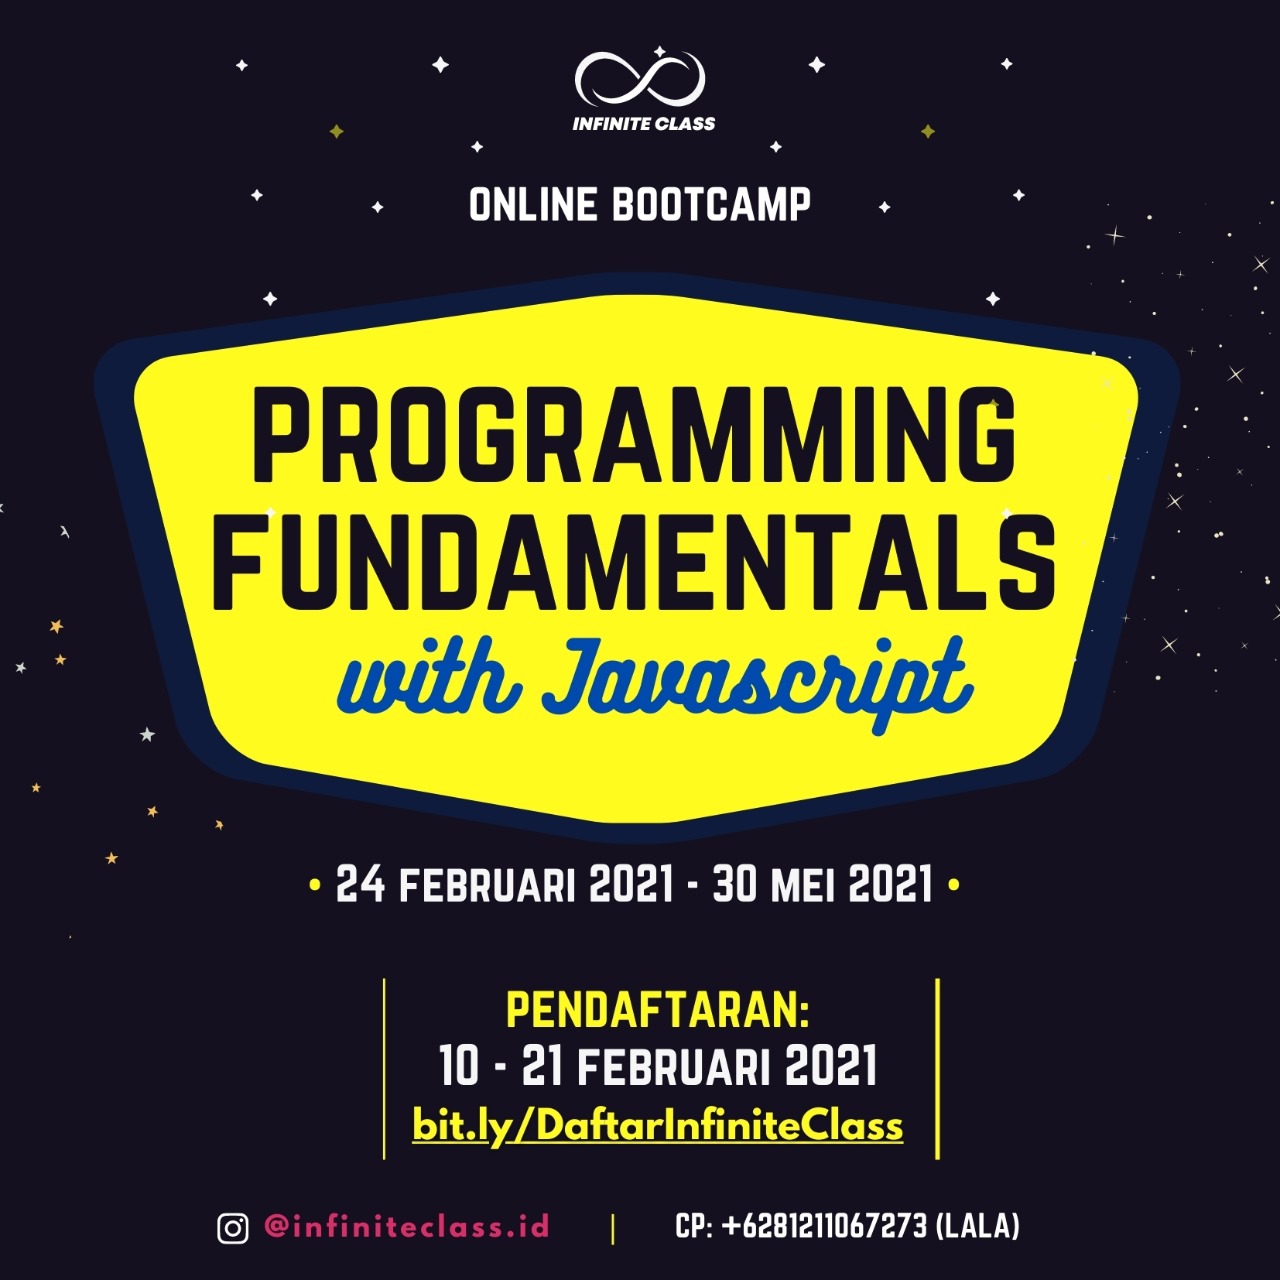 INFINITE CLASS
ONLINE BOOTCAMP
PROGRAMMING
FUNDAMENTALS
with Javascript
• 24 FEBRUARI 2021 - 30 MEI 2021 •
PENDAFTARAN:
10 - 21 FEBRUARI 2021
bit.ly/DaftarInfiniteClass
@infiniteclass.id | CP: +6281211067273 (LALA)